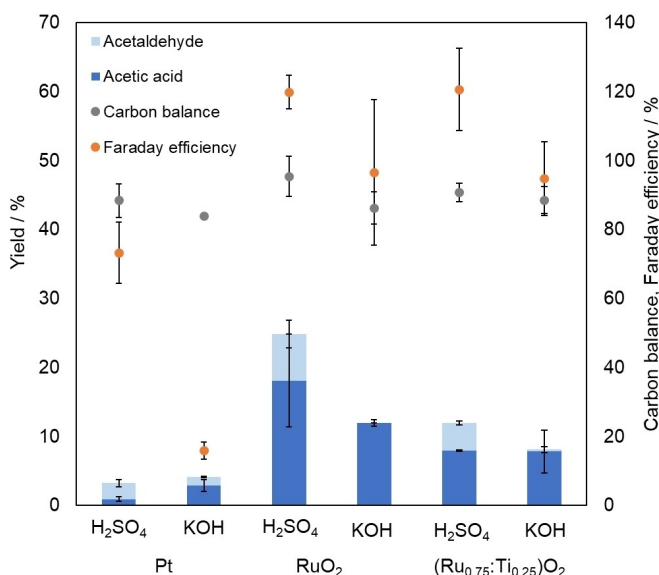 Acetaldehyde
Acetic acid
Carbon balance
Faraday efficiency
Yield / %
70
60
50
40
30
20
10
0
Carbon balance, Faraday efficiency / %
140
120
100
80
60
40
20
0
H₂SO₄ KOH H₂SO₄ KOH H₂SO₄ KOH
Pt RuO₂ (Ru₀.₇₅:Ti₀.₂₅)O₂